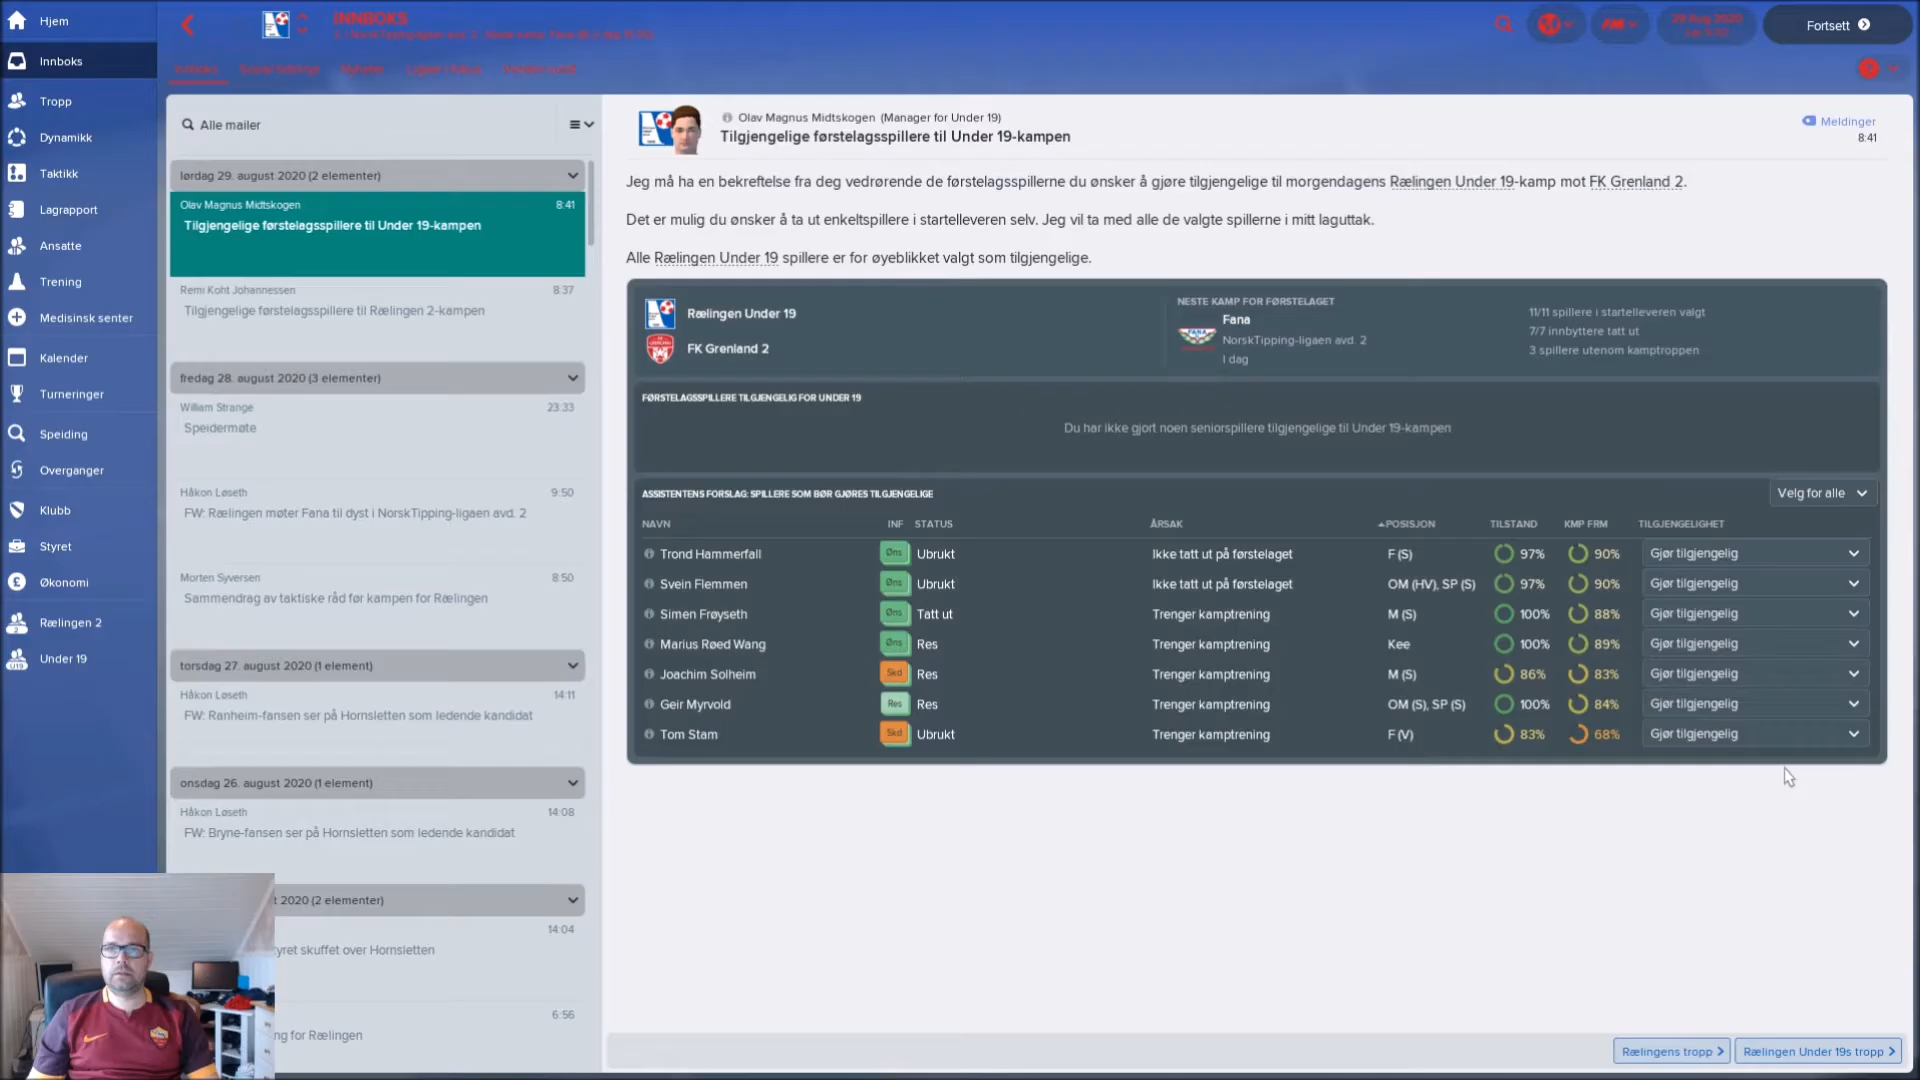 Hjem
Innboks
Tropp
Dynamikk
Taktikk
Lagrapport
Ansatte
Trening
Medisinsk senter
Kalender
Turneringer
Speiding
Overganger
Klubb
Styret
Økonomi
Rælingen 2
Under 19
INNBOKS
Fortsett
Alle mailer
lørdag 29. august 2020 (2 elementer)
Olav Magnus Midtskogen 8:41
Tilgjengelige førstelagsspillere til Under 19-kampen
Remi Koht Johannessen 8:37
Tilgjengelige førstelagsspillere til Rælingen 2-kampen
fredag 28. august 2020 (3 elementer)
William Strange 23:33
Speidermøte
Håkon Løseth 9:50
FW: Rælingen møter Fana til dyst i NorskTipping-ligaen avd. 2
Morten Syversen 8:50
Sammendrag av taktiske råd før kampen for Rælingen
torsdag 27. august 2020 (1 element)
Håkon Løseth 14:11
FW: Ranheim-fansen ser på Hornsletten som ledende kandidat
onsdag 26. august 2020 (1 element)
Håkon Løseth 14:08
FW: Bryne-fansen ser på Hornsletten som ledende kandidat
2020 (2 elementer)
14:04
skuffet over Hornsletten
6:56
for Rælingen
Olav Magnus Midtskogen (Manager for Under 19)
Tilgjengelige førstelagsspillere til Under 19-kampen
Meldinger
8:41
Jeg må ha en bekreftelse fra deg vedrørende de førstelagsspillerne du ønsker å gjøre tilgjengelige til morgendagens Rælingen Under 19-kamp mot FK Grenland 2.
Det er mulig du ønsker å ta ut enkeltspillere i startelleveren selv. Jeg vil ta med alle de valgte spillerne i mitt laguttak.
Alle Rælingen Under 19 spillere er for øyeblikket valgt som tilgjengelige.
Rælingen Under 19
FK Grenland 2
NESTE KAMP FOR FØRSTELAGET
Fana
NorskTipping-ligaen avd. 2
I dag
11/11 spillere i startelleveren valgt
7/7 innbyttere tatt ut
3 spillere utenom kamptroppen
FØRSTELAGSSPILLERE TILGJENGELIG FOR UNDER 19
Du har ikke gjort noen seniorspillere tilgjengelige til Under 19-kampen
ASSISTENTENS FORSLAG: SPILLERE SOM BØR GJØRES TILGJENGELIGE
Velg for alle
NAVN INF STATUS ÅRSAK POSISJON TILSTAND KMP FRM TILGJENGELIGHET
Trond Hammerfall Øns Ubrukt Ikke tatt ut på førstelaget F (S) 97% 90% Gjør tilgjengelig
Svein Flemmen Øns Ubrukt Ikke tatt ut på førstelaget OM (HV), SP (S) 97% 90% Gjør tilgjengelig
Simen Frøyseth Øns Tatt ut Trenger kamptrening M (S) 100% 88% Gjør tilgjengelig
Marius Røed Wang Øns Res Trenger kamptrening Kee 100% 89% Gjør tilgjengelig
Joachim Solheim Skd Res Trenger kamptrening M (S) 86% 83% Gjør tilgjengelig
Geir Myrvold Res Res Trenger kamptrening OM (S), SP (S) 100% 84% Gjør tilgjengelig
Tom Stam Skd Ubrukt Trenger kamptrening F (V) 83% 68% Gjør tilgjengelig
Rælingens tropp
Rælingen Under 19s tropp